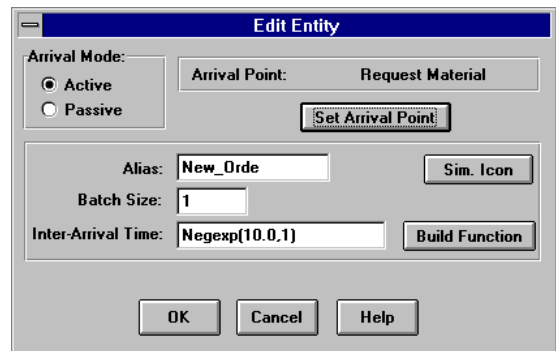 Edit Entity
Arrival Mode:
Active
Passive
Arrival Point: Request Material
Set Arrival Point
Alias: New_Orde
Sim. Icon
Batch Size: 1
Inter-Arrival Time: Negexp(10.0,1)
Build Function
OK Cancel Help